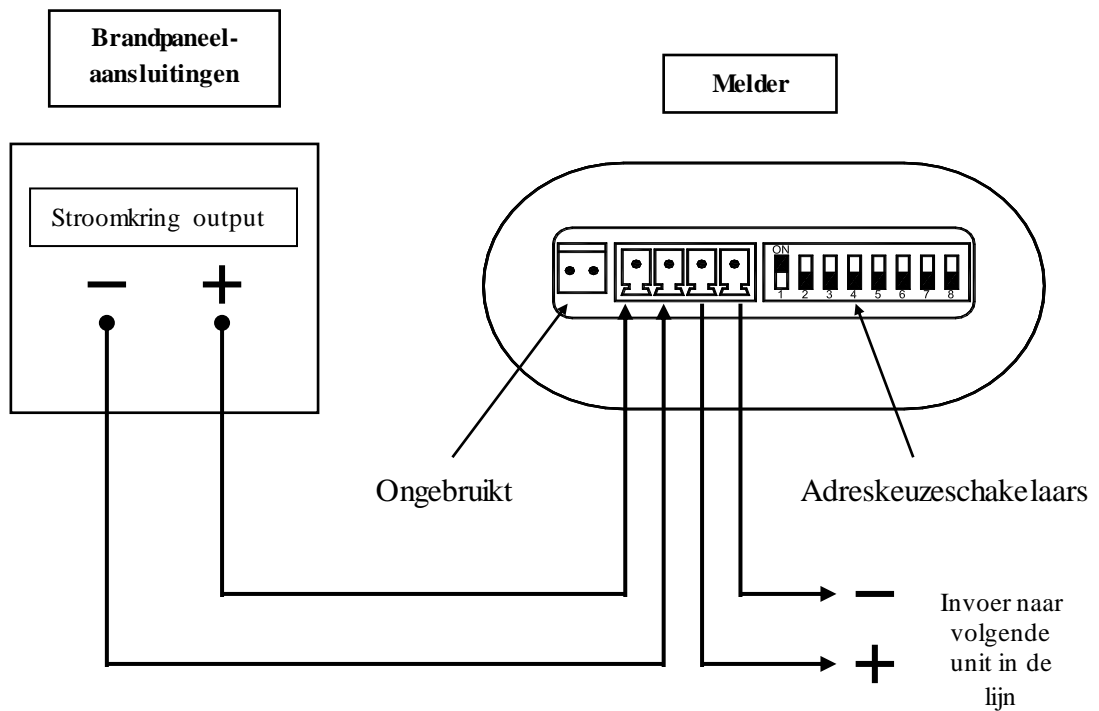 Brandpaneel-
aansluitingen
Melder
Stroomkring output
− +
ON
1 2 3 4 5 6 7 8
Ongebruikt
Adreskeuzeschakelaars
−
+
Invoer naar
volgende
unit in de
lijn